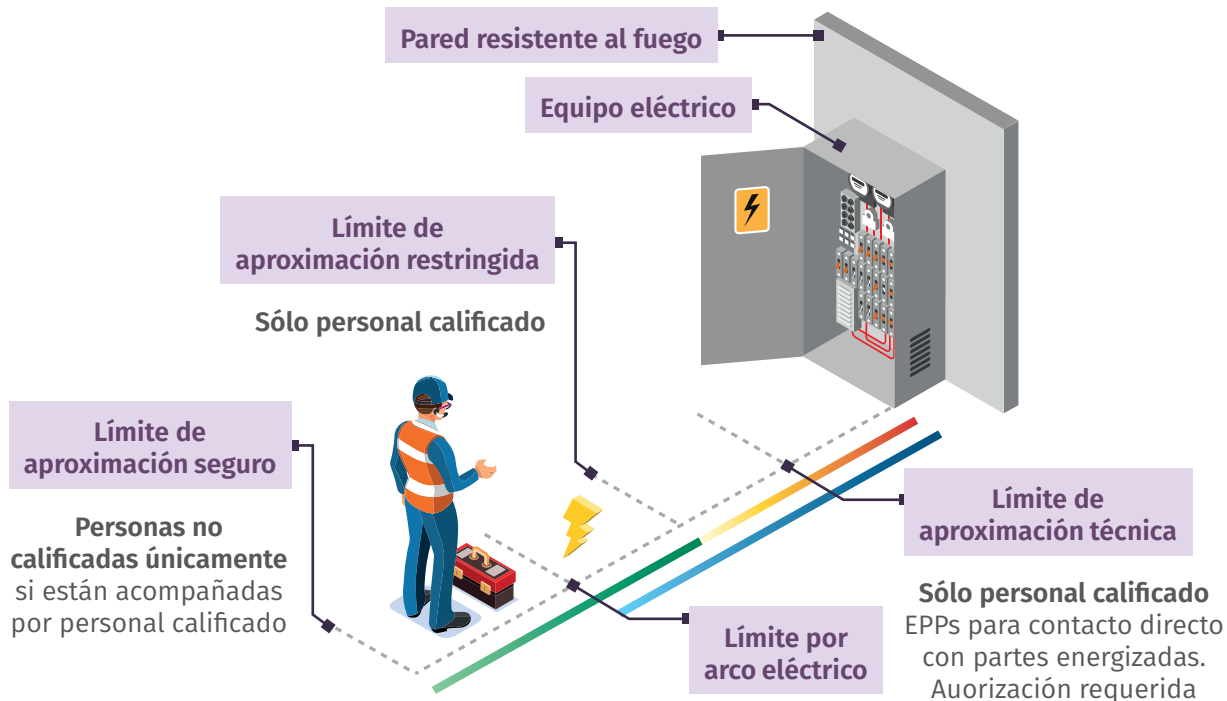 Pared resistente al fuego
Equipo eléctrico
Límite de
aproximación restringida
Sólo personal calificado
Límite de
aproximación seguro
Personas no
calificadas únicamente
si están acompañadas
por personal calificado
Límite por
arco eléctrico
Límite de
aproximación técnica
Sólo personal calificado
EPPs para contacto directo
con partes energizadas.
Auorización requerida